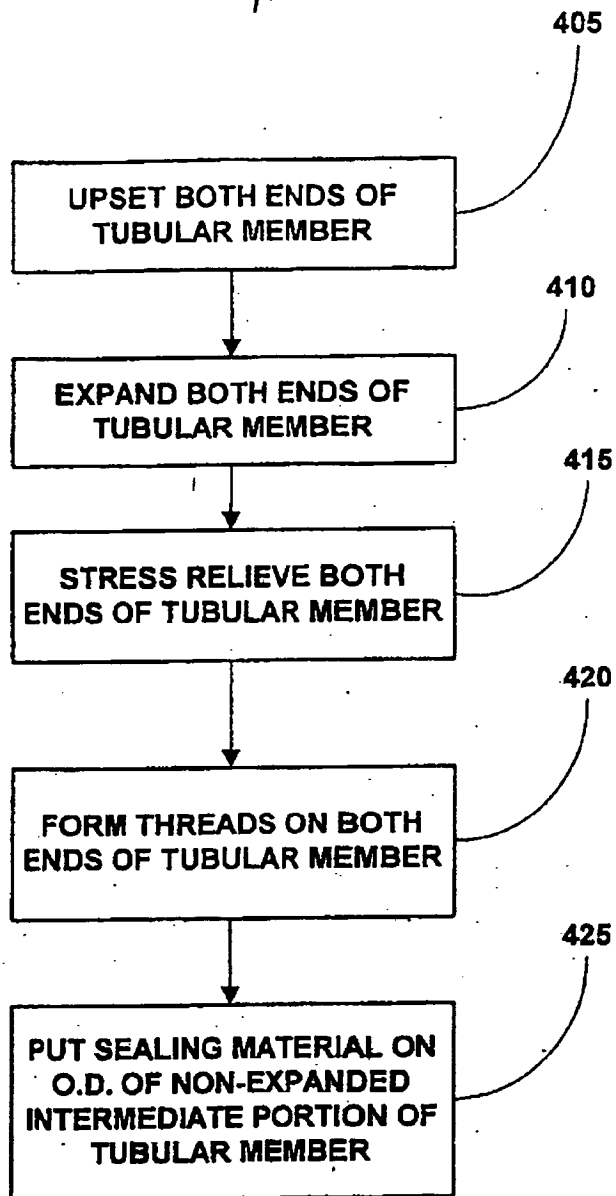 405
UPSET BOTH ENDS OF
TUBULAR MEMBER
410
EXPAND BOTH ENDS OF
TUBULAR MEMBER
415
STRESS RELIEVE BOTH
ENDS OF TUBULAR MEMBER
420
FORM THREADS ON BOTH
ENDS OF TUBULAR MEMBER
425
PUT SEALING MATERIAL ON
O.D. OF NON-EXPANDED
INTERMEDIATE PORTION OF
TUBULAR MEMBER